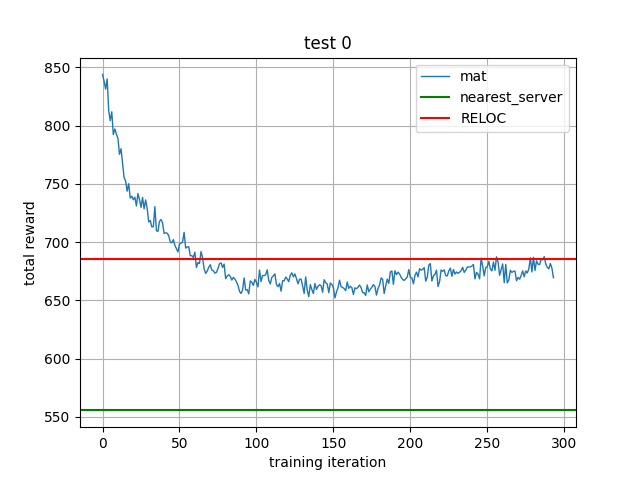 test 0
total reward
850
800
750
700
650
600
550
0 50 100 150 200 250 300
training iteration
mat
nearest_server
RELOC